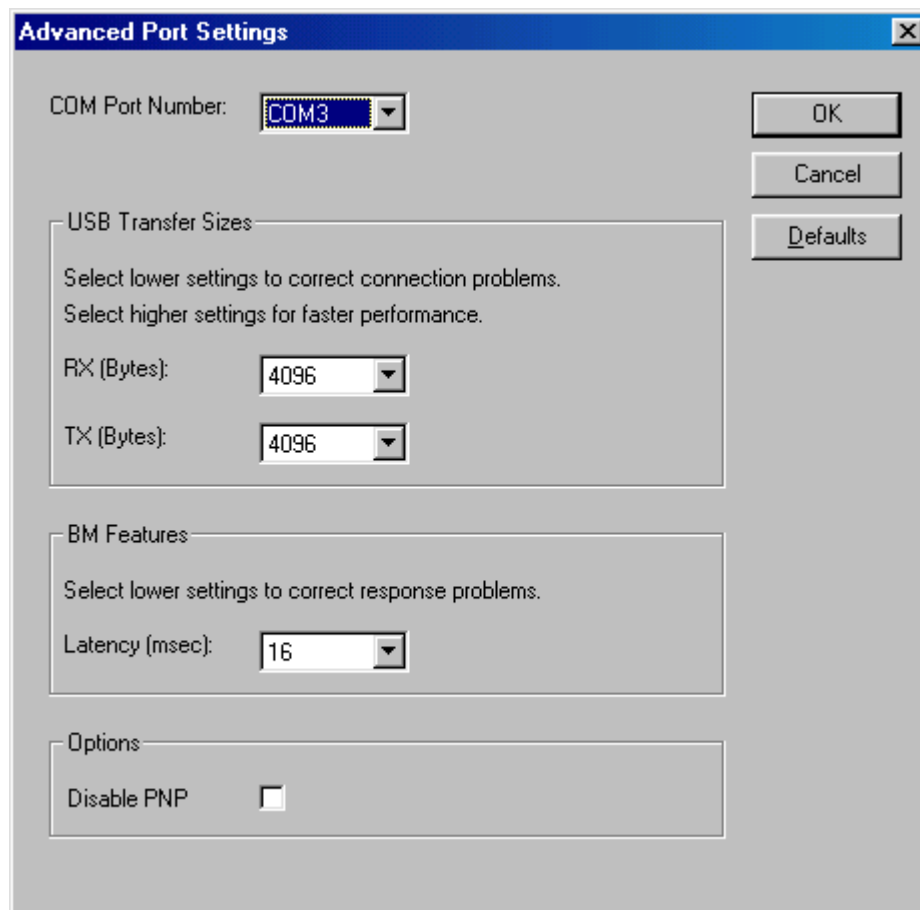 Advanced Port Settings
COM Port Number: COM3
OK
Cancel
Defaults
USB Transfer Sizes
Select lower settings to correct connection problems.
Select higher settings for faster performance.
RX (Bytes): 4096
TX (Bytes): 4096
BM Features
Select lower settings to correct response problems.
Latency (msec): 16
Options
Disable PNP